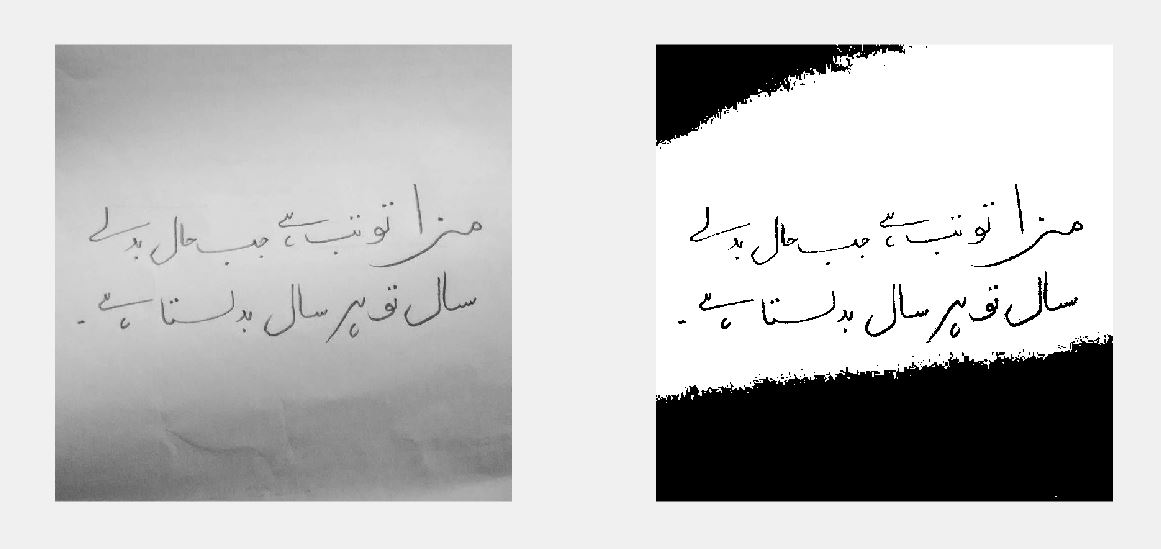 مزا تو تب ہے جب حال بدلے
سال تو ہر سال بدلتا ہے۔
مزا تو تب ہے جب حال بدلے
سال تو ہر سال بدلتا ہے۔